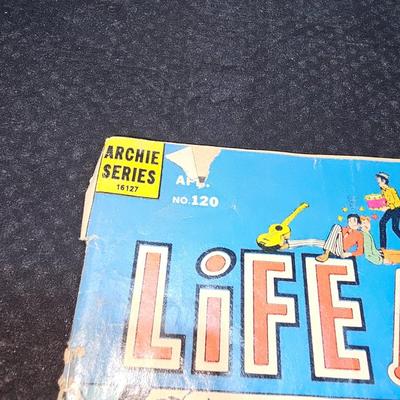 ARCHIE
SERIES
16127
NO.120
LiFE